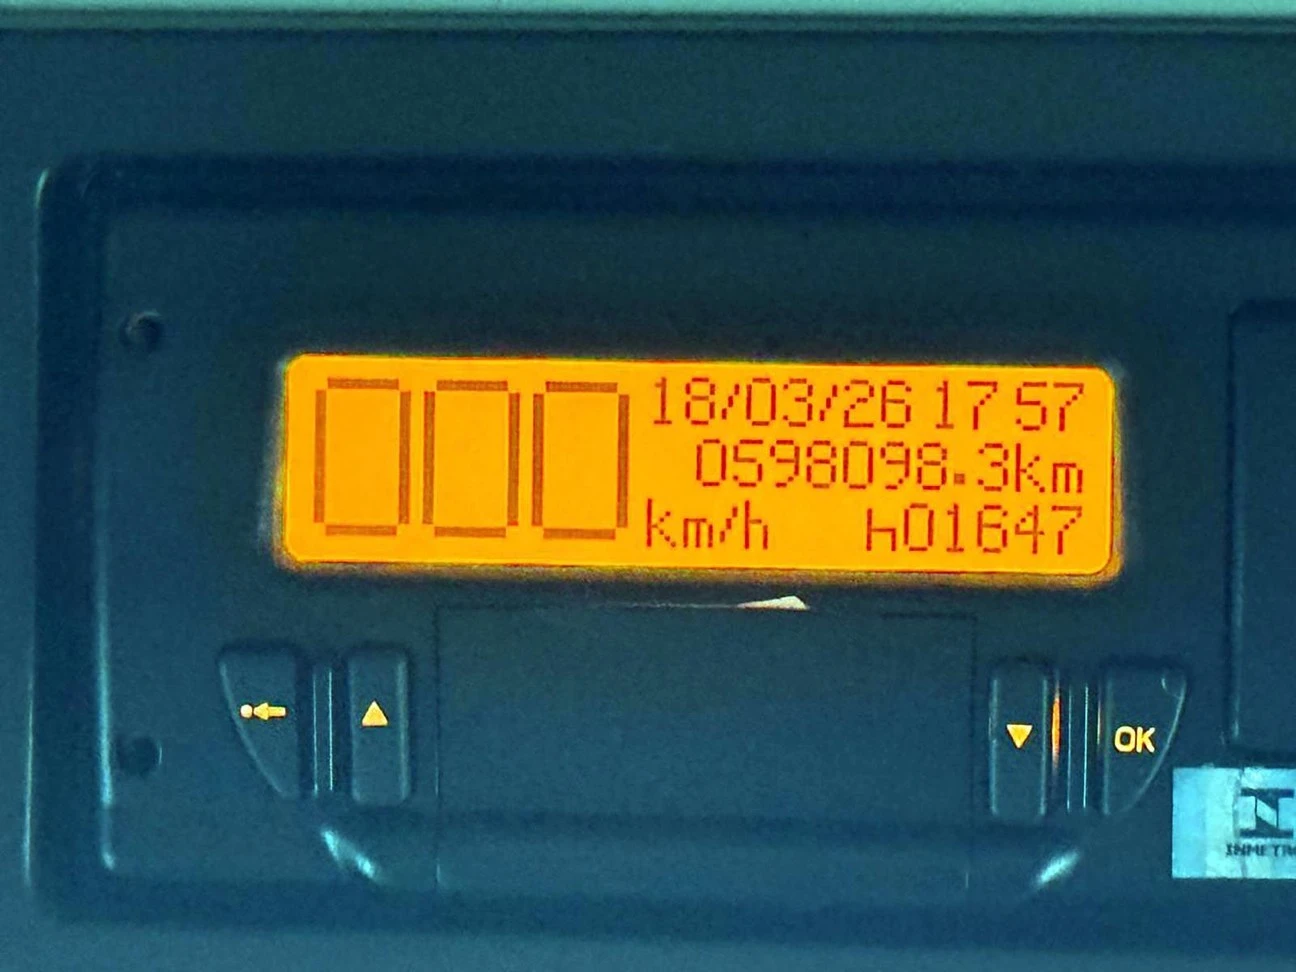 000 18/03/26 17 57
0598098.3km
km/h h01647
OK
INMETRO